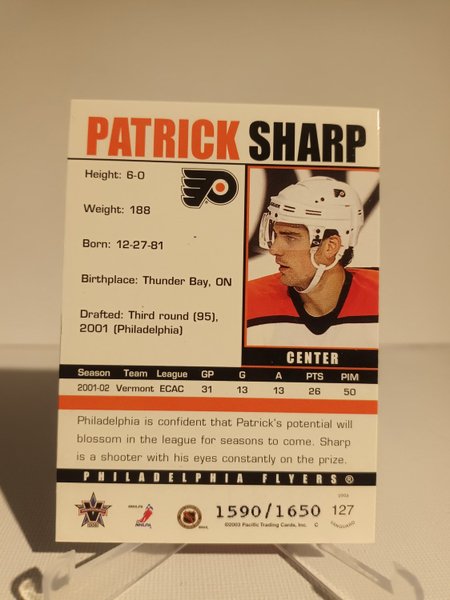 PATRICK SHARP
Height: 6-0
Weight: 188
Born: 12-27-81
Birthplace: Thunder Bay, ON
Drafted: Third round (95),
2001 (Philadelphia)
CENTER
Season Team League GP G A PTS PIM
2001-02 Vermont ECAC 31 13 13 26 50
Philadelphia is confident that Patrick's potential will
blossom in the league for seasons to come. Sharp
is a shooter with his eyes constantly on the prize.
PHILADELPHIA FLYERS®
1590/1650
127
©2003 Pacific Trading Cards, Inc.
VANGUARD